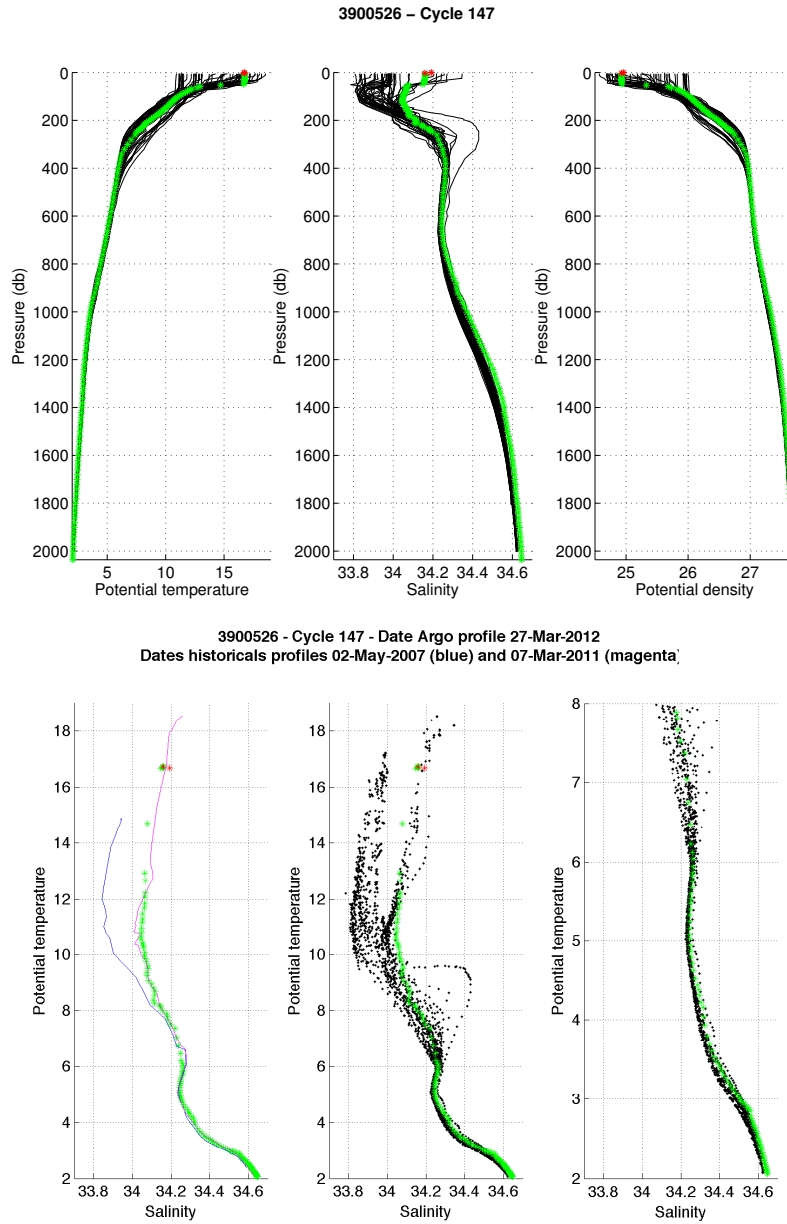 3900526 – Cycle 147
0
200
400
600
800
1000
1200
1400
1600
1800
2000
Pressure (db)
5 10 15
Potential temperature
0
200
400
600
800
1000
1200
1400
1600
1800
2000
Pressure (db)
33.8 34 34.2 34.4 34.6
Salinity
0
200
400
600
800
1000
1200
1400
1600
1800
2000
Pressure (db)
25 26 27
Potential density
3900526 - Cycle 147 - Date Argo profile 27-Mar-2012
Dates historicals profiles 02-May-2007 (blue) and 07-Mar-2011 (magenta)
18
16
14
12
10
8
6
4
2
Potential temperature
33.8 34 34.2 34.4 34.6
Salinity
18
16
14
12
10
8
6
4
2
Potential temperature
33.8 34 34.2 34.4 34.6
Salinity
8
7
6
5
4
3
2
Potential temperature
33.8 34 34.2 34.4 34.6
Salinity